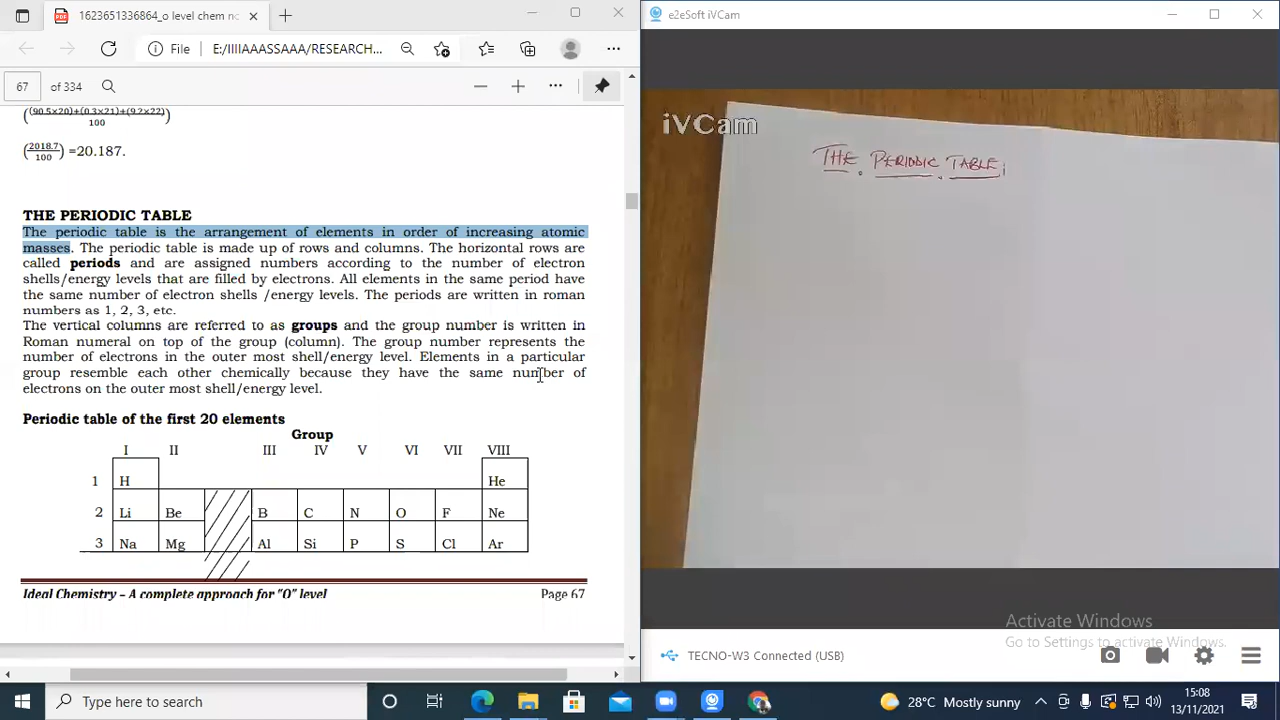 1623651336864_o level chem no
File
E:/IIIIAAASSAAA/RESEARCH...
67 of 334
((90.5×20)+(0.3×21)+(9.2×22)
100
(2018.7
100) =20.187.
THE PERIODIC TABLE
The periodic table is the arrangement of elements in order of increasing atomic
masses. The periodic table is made up of rows and columns. The horizontal rows are
called periods and are assigned numbers according to the number of electron
shells/energy levels that are filled by electrons. All elements in the same period have
the same number of electron shells /energy levels. The periods are written in roman
numbers as 1, 2, 3, etc.
The vertical columns are referred to as groups and the group number is written in
Roman numeral on top of the group (column). The group number represents the
number of electrons in the outer most shell/energy level. Elements in a particular
group resemble each other chemically because they have the same number of
electrons on the outer most shell/energy level.
Periodic table of the first 20 elements
Group
I II III IV V VI VII VIII
1 H He
2 Li Be B C N O F Ne
3 Na Mg Al Si P S Cl Ar
Ideal Chemistry – A complete approach for "O" level Page 67
e2eSoft iVCam
iVCam
THE PERIODIC TABLE
Activate Windows
Go to Settings to activate Windows.
TECNO-W3 Connected (USB)
Type here to search
28°C Mostly sunny
15:08
13/11/2021